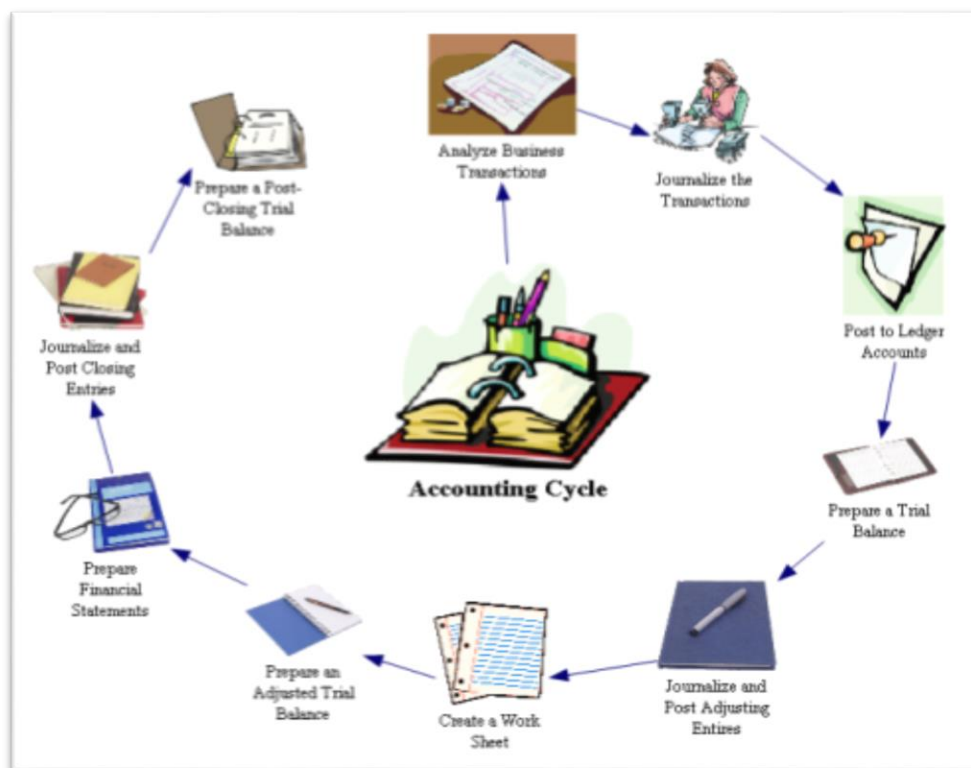 Analyze Business
Transactions
Journalize the
Transactions
Post to Ledger
Accounts
Prepare a Trial
Balance
Journalize and
Post Adjusting
Entires
Create a Work
Sheet
Prepare an
Adjusted Trial
Balance
Prepare
Financial
Statements
Journalize and
Post Closing
Entries
Prepare a Post-
Closing Trial
Balance
Accounting Cycle